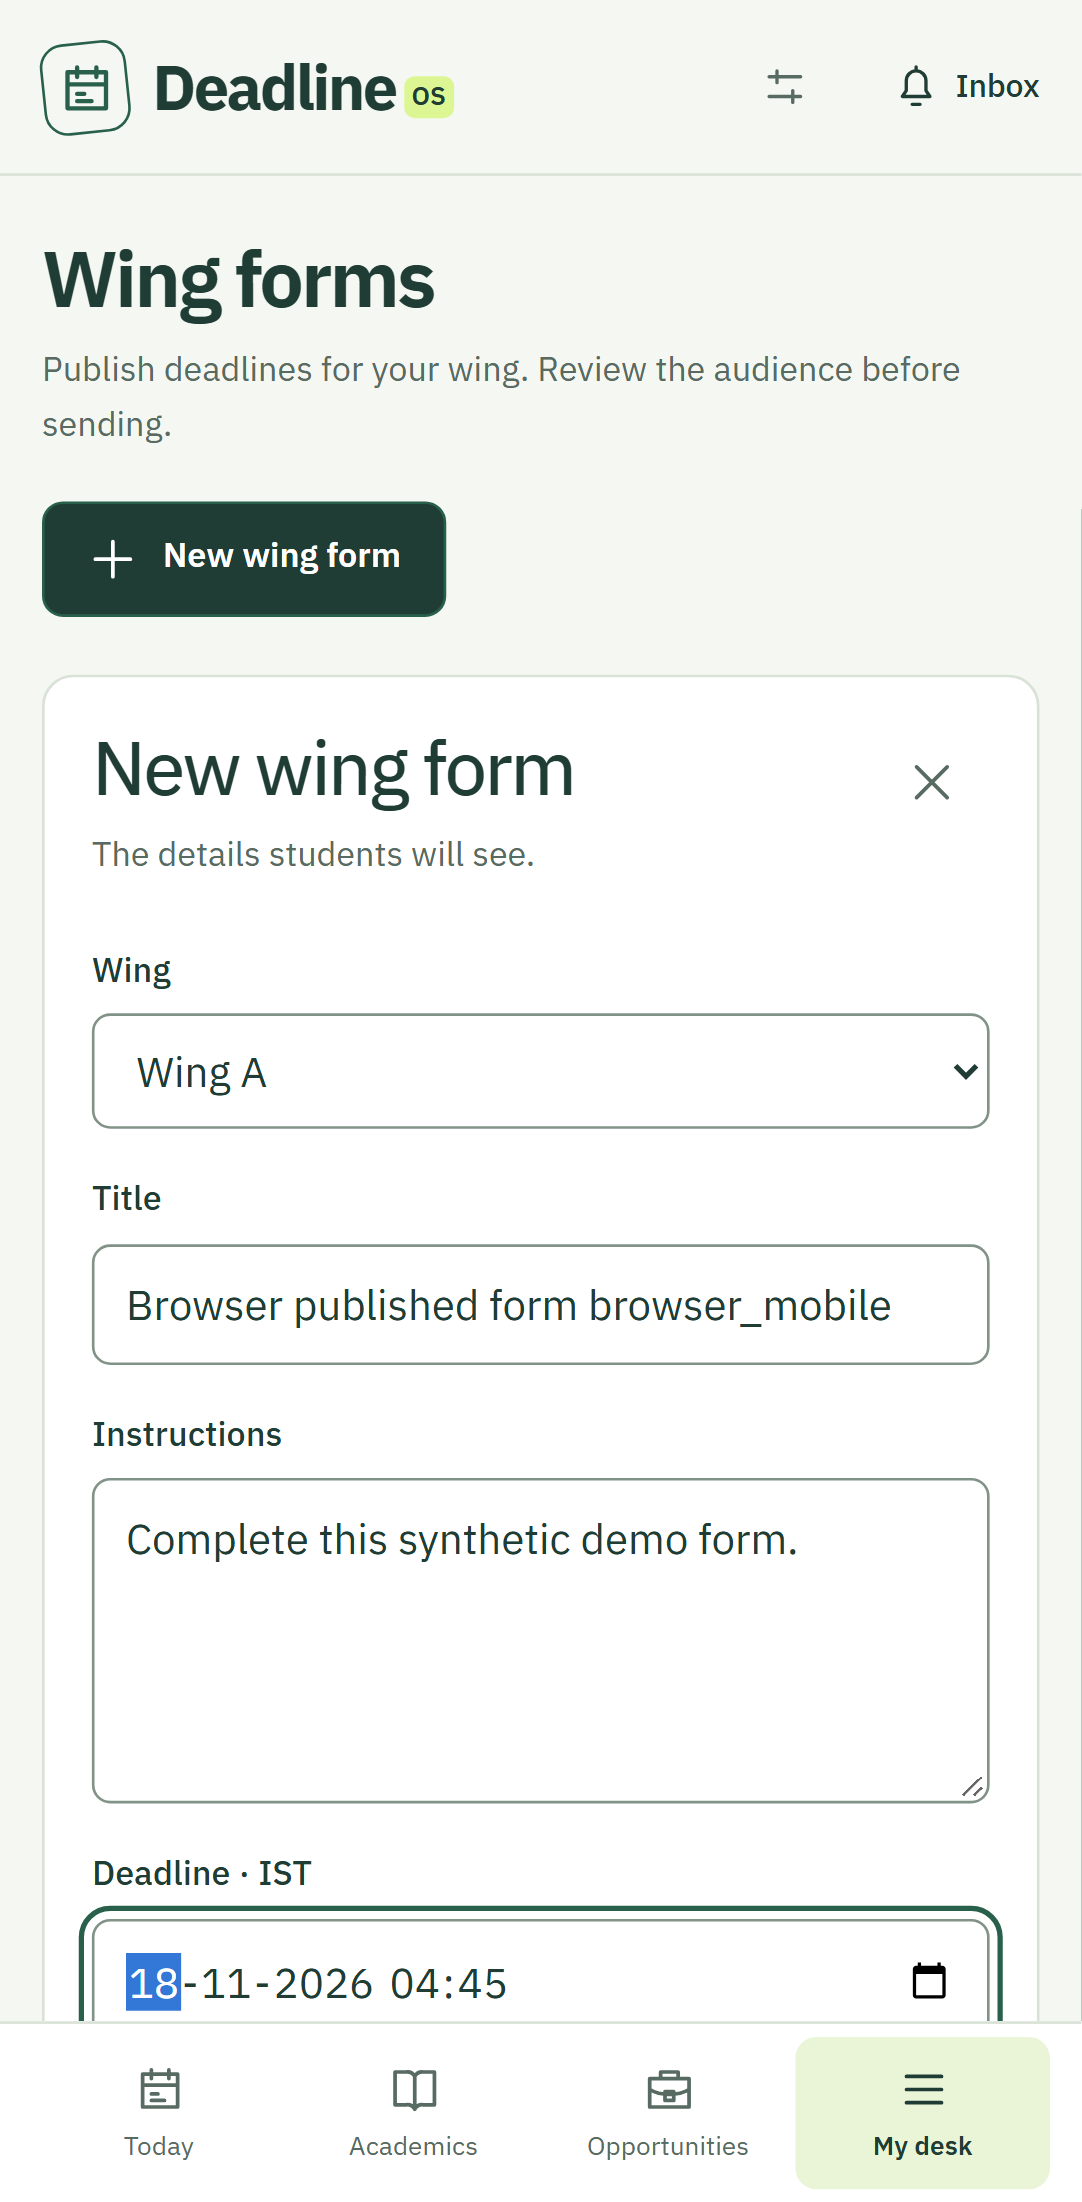 Deadline OS
Inbox
Wing forms
Publish deadlines for your wing. Review the audience before
sending.
New wing form
New wing form
The details students will see.
Wing
Wing A
Title
Browser published form browser_mobile
Instructions
Complete this synthetic demo form.
Deadline · IST
18-11-2026 04:45
Today
Academics
Opportunities
My desk